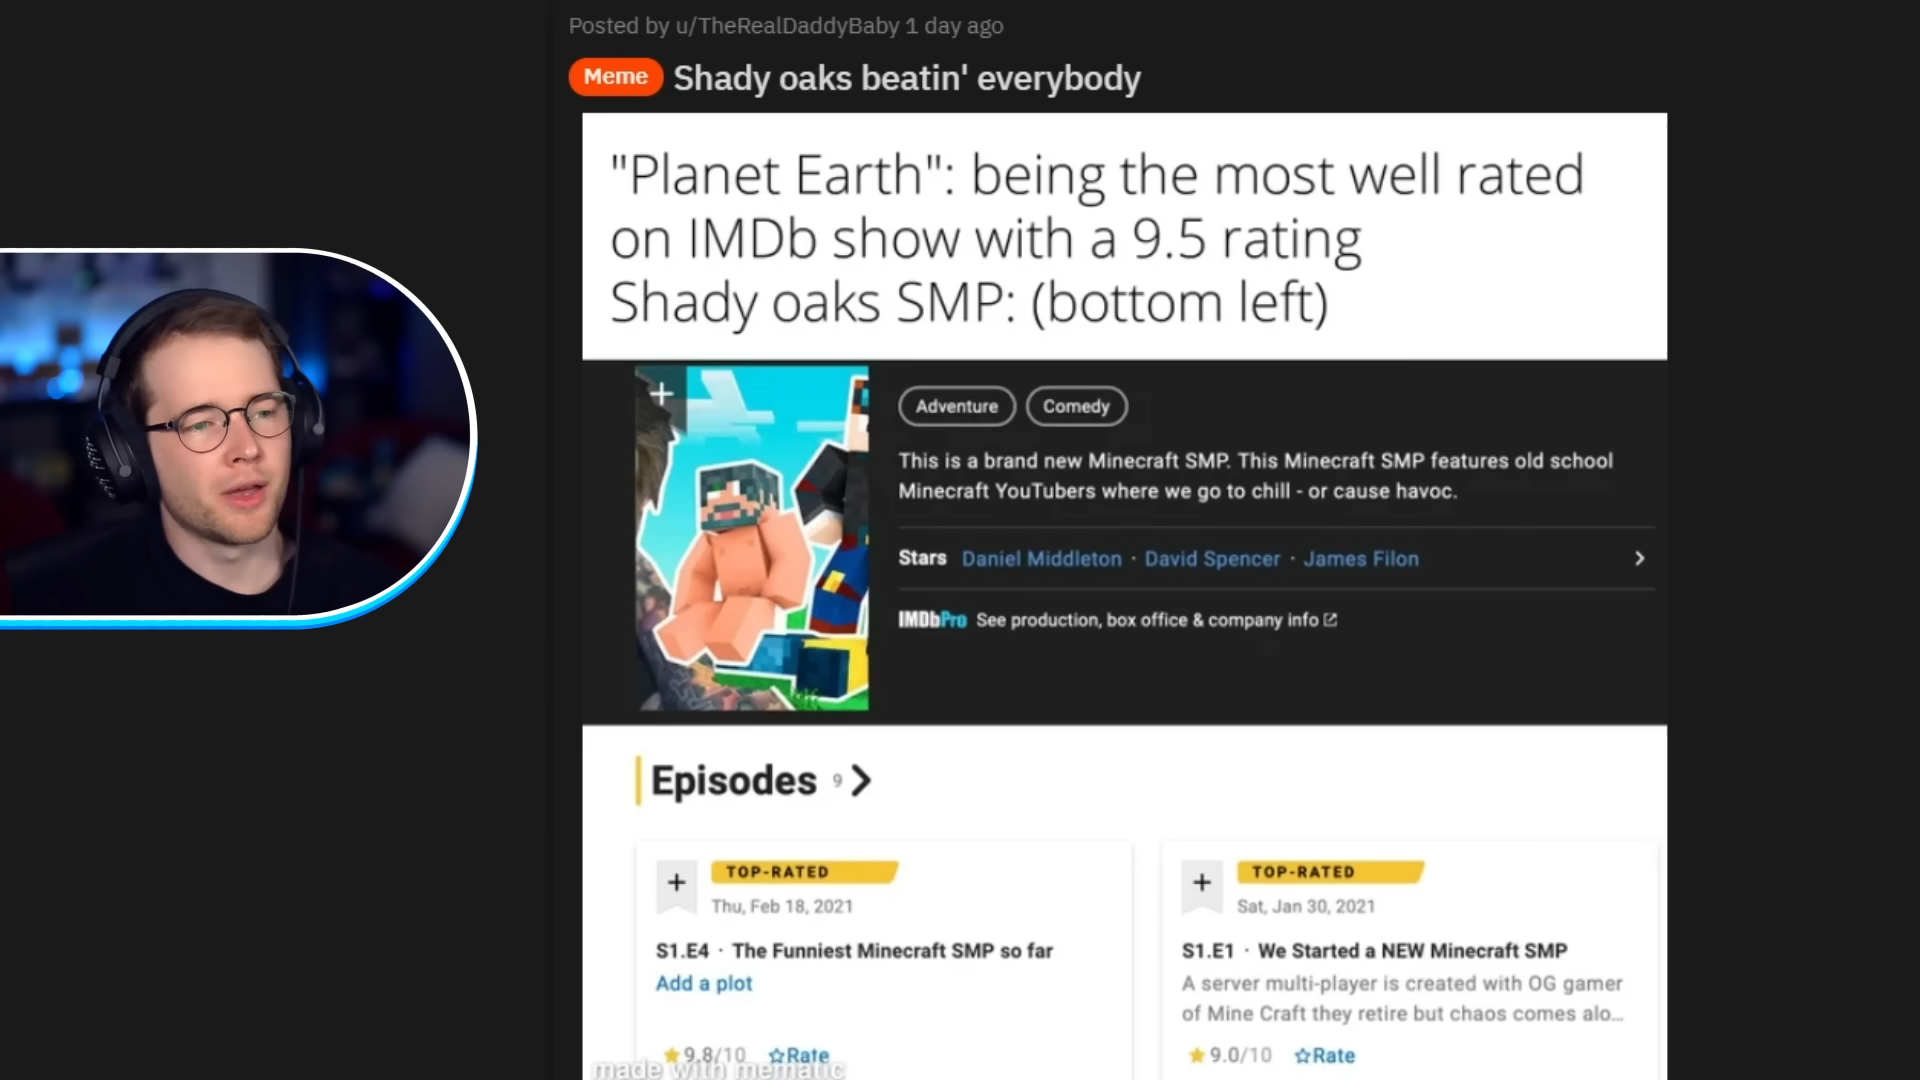 Posted by u/TheRealDaddyBaby 1 day ago
Meme Shady oaks beatin' everybody
"Planet Earth": being the most well rated
on IMDb show with a 9.5 rating
Shady oaks SMP: (bottom left)
Adventure Comedy
This is a brand new Minecraft SMP. This Minecraft SMP features old school
Minecraft YouTubers where we go to chill - or cause havoc.
Stars Daniel Middleton · David Spencer · James Filon
IMDbPro See production, box office & company info
Episodes 9
TOP-RATED
Thu, Feb 18, 2021
S1.E4 · The Funniest Minecraft SMP so far
Add a plot
9.8/10 Rate
TOP-RATED
Sat, Jan 30, 2021
S1.E1 · We Started a NEW Minecraft SMP
A server multi-player is created with OG gamer
of Mine Craft they retire but chaos comes alo...
9.0/10 Rate
made with mematic